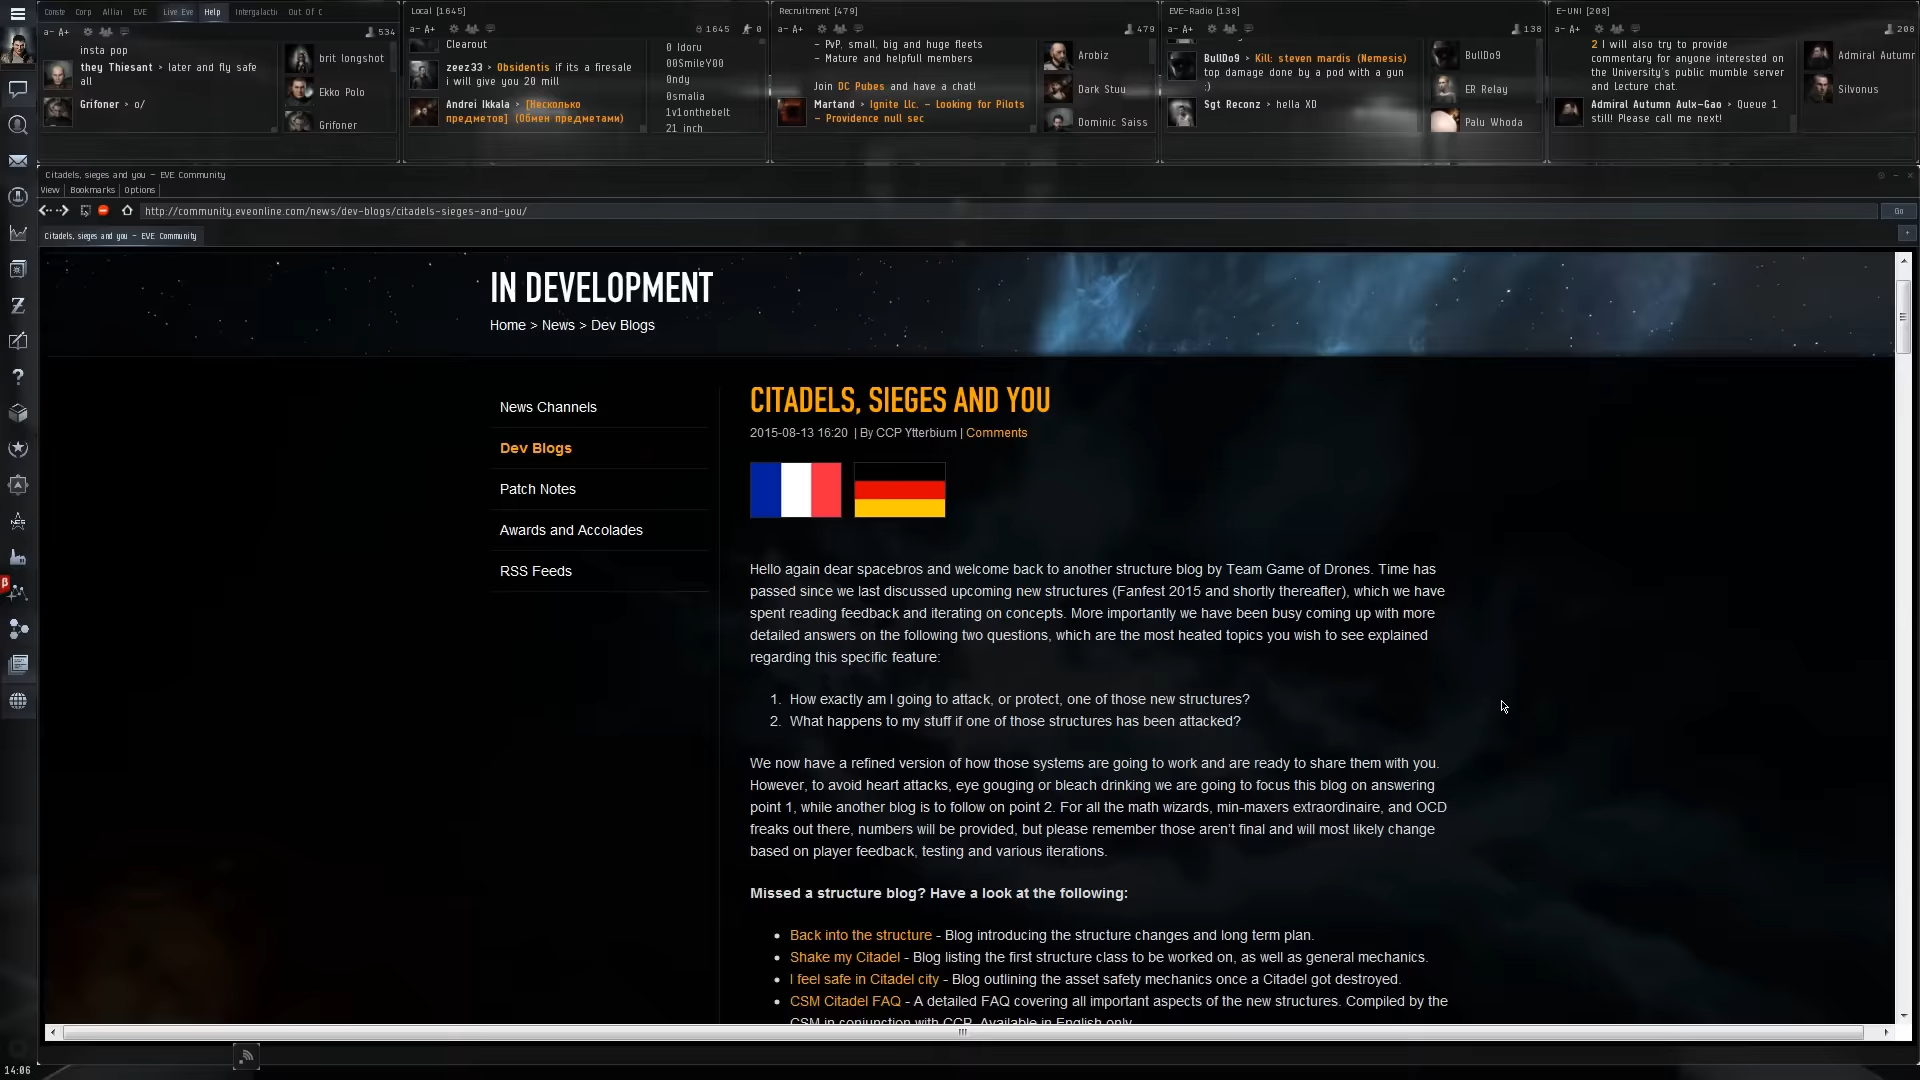 Conste Corp Allia EVE Live Eve Help Intergalactic Out Of C
a- A+ 534
insta pop
they Thiesant > later and fly safe
all
Grifoner > o/
brit longshot
Ekko Polo
Grifoner
Local [1645]
a- A+ 1645 0
Clearout
zeez33 > Obsidentis if its a firesale
i will give you 20 mill
Andrei Ikkala > [Несколько
предметов] (Обмен предметами)
0 Idoru
00SmileY00
0ndy
0smalia
1v1onthebelt
21 inch
Recruitment [479]
a- A+ 479
- PvP, small, big and huge fleets
- Mature and helpfull members
Join DC Pubes and have a chat!
Martand > Ignite Llc. - Looking for Pilots
- Providence null sec
Arobiz
Dark Stuu
Dominic Saiss
EVE-Radio [138]
a- A+ 138
BullDo9 > Kill: steven mardis (Nemesis)
top damage done by a pod with a gun
;)
Sgt Reconz > hella XD
BullDo9
ER Relay
Palu Whoda
E-UNI [208]
a- A+ 208
2 I will also try to provide
commentary for anyone interested on
the University's public mumble server
and Lecture chat.
Admiral Autumn Aulx-Gao > Queue 1
still! Please call me next!
Admiral Autumn
Silvonus
Citadels, sieges and you - EVE Community
View | Bookmarks | Options
http://community.eveonline.com/news/dev-blogs/citadels-sieges-and-you/
Go
Citadels, sieges and you - EVE Community
+
IN DEVELOPMENT
Home > News > Dev Blogs
News Channels
Dev Blogs
Patch Notes
Awards and Accolades
RSS Feeds
CITADELS, SIEGES AND YOU
2015-08-13 16:20 | By CCP Ytterbium | Comments
Hello again dear spacebros and welcome back to another structure blog by Team Game of Drones. Time has
passed since we last discussed upcoming new structures (Fanfest 2015 and shortly thereafter), which we have
spent reading feedback and iterating on concepts. More importantly we have been busy coming up with more
detailed answers on the following two questions, which are the most heated topics you wish to see explained
regarding this specific feature:
1. How exactly am I going to attack, or protect, one of those new structures?
2. What happens to my stuff if one of those structures has been attacked?
We now have a refined version of how those systems are going to work and are ready to share them with you.
However, to avoid heart attacks, eye gouging or bleach drinking we are going to focus this blog on answering
point 1, while another blog is to follow on point 2. For all the math wizards, min-maxers extraordinaire, and OCD
freaks out there, numbers will be provided, but please remember those aren't final and will most likely change
based on player feedback, testing and various iterations.
Missed a structure blog? Have a look at the following:
• Back into the structure - Blog introducing the structure changes and long term plan.
• Shake my Citadel - Blog listing the first structure class to be worked on, as well as general mechanics.
• I feel safe in Citadel city - Blog outlining the asset safety mechanics once a Citadel got destroyed.
• CSM Citadel FAQ - A detailed FAQ covering all important aspects of the new structures. Compiled by the
CSM in conjunction with CCP. Available in English only.
β
14:06